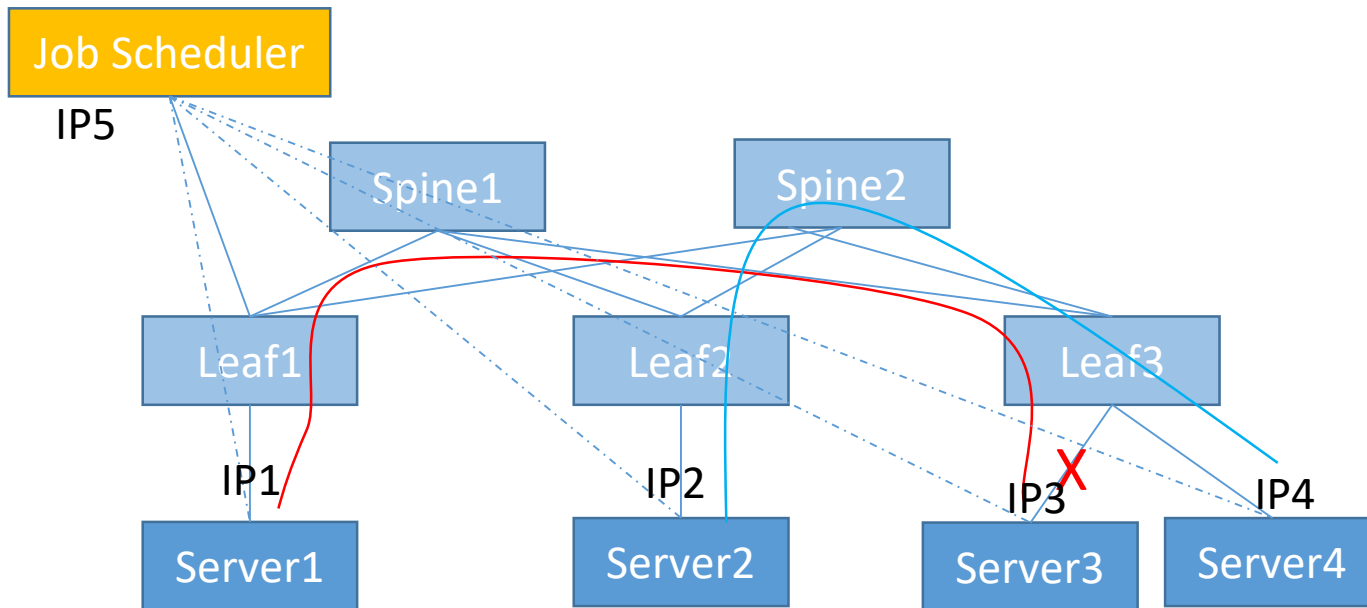 Job Scheduler
IP5
Spine1
Spine2
Leaf1
Leaf2
Leaf3
IP1
IP2
IP3
X
IP4
Server1
Server2
Server3
Server4